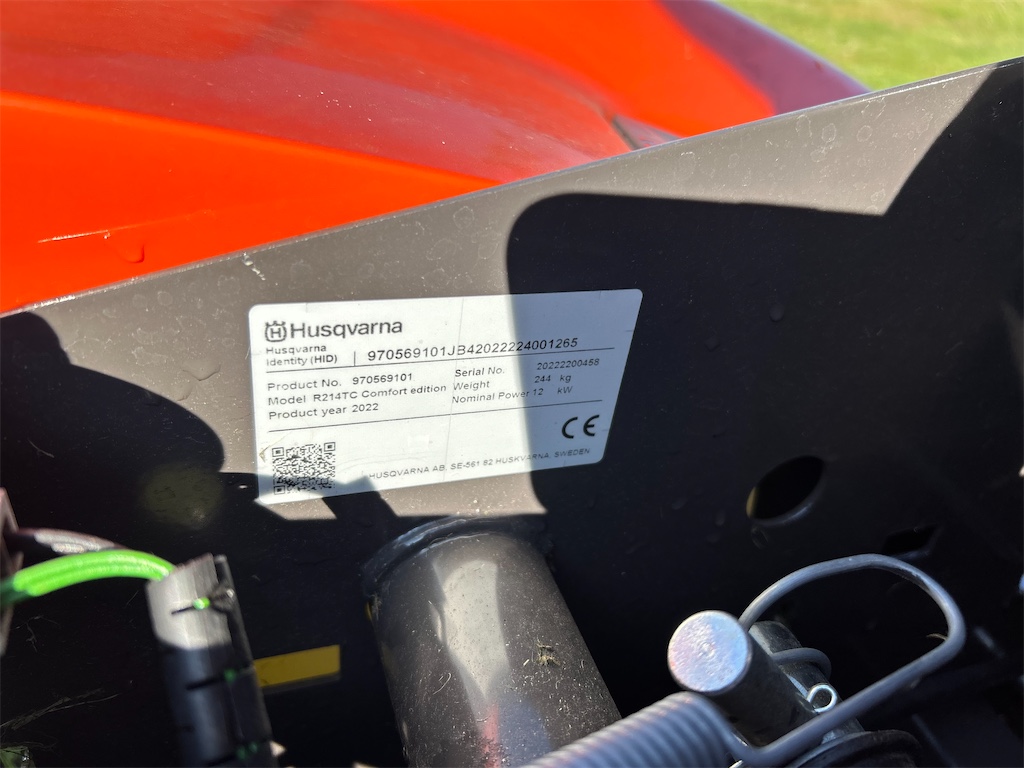 Husqvarna
Husqvarna
Identity (HID) 970569101JB42022224001265
Product No. 970569101 Serial No. 20222200458
Model R214TC Comfort edition Weight 244 kg
Product year 2022 Nominal Power 12 kW
CE
HUSQVARNA AB, SE-561 82 HUSKVARNA, SWEDEN